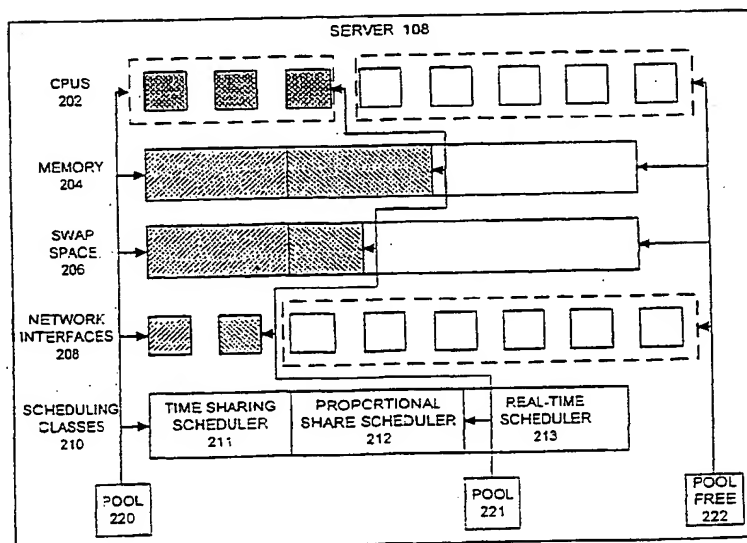 SERVER 108
CPUS
202
MEMORY
204
SWAP
SPACE
206
NETWORK
INTERFACES
208
SCHEDULING
CLASSES
210
TIME SHARING
SCHEDULER
211
PROPORTIONAL
SHARE SCHEDULER
212
REAL-TIME
SCHEDULER
213
POOL
220
POOL
221
POOL
FREE
222